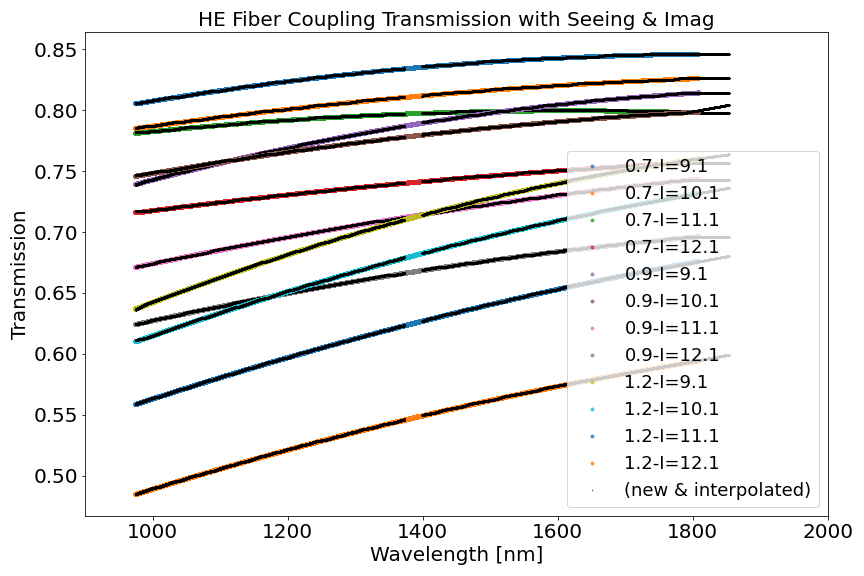 HE Fiber Coupling Transmission with Seeing & Imag
0.85
0.80
0.75
0.70
0.65
0.60
0.55
0.50
Transmission
0.7-I=9.1
0.7-I=10.1
0.7-I=11.1
0.7-I=12.1
0.9-I=9.1
0.9-I=10.1
0.9-I=11.1
0.9-I=12.1
1.2-I=9.1
1.2-I=10.1
1.2-I=11.1
1.2-I=12.1
(new & interpolated)
1000 1200 1400 1600 1800 2000
Wavelength [nm]